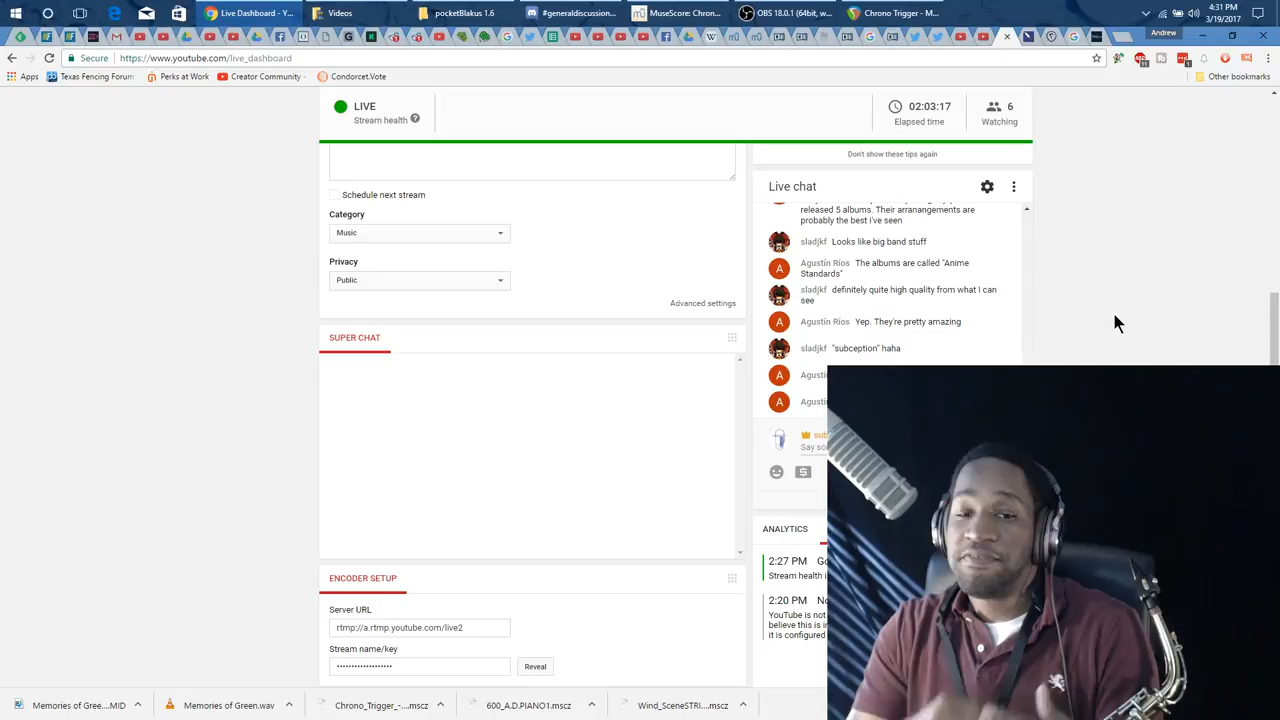 Live Dashboard - Y...
Videos
pocketBlakus 1.6
#generaldiscussion...
MuseScore: Chron...
OBS 18.0.1 (64bit, w...
Chrono Trigger - M...
4:31 PM
3/19/2017
Andrew
Secure
https://www.youtube.com/live_dashboard
Apps
Texas Fencing Forum
Perks at Work
Creator Community
Condorcet.Vote
Other bookmarks
LIVE
Stream health
02:03:17
Elapsed time
6
Watching
Don't show these tips again
Schedule next stream
Category
Music
Privacy
Public
Advanced settings
Live chat
released 5 albums. Their arranangements are
probably the best i've seen
sladjkf Looks like big band stuff
Agustín Ríos The albums are called "Anime
Standards"
sladjkf definitely quite high quality from what I can
see
Agustín Ríos Yep. They're pretty amazing
sladjkf "subception" haha
SUPER CHAT
ENCODER SETUP
Server URL
rtmp://a.rtmp.youtube.com/live2
Stream name/key
Reveal
ANALYTICS
2:27 PM
Stream health i
2:20 PM
YouTube is not
believe this is i
it is configured
Memories of Gree....MID
Memories of Green.wav
Chrono_Trigger_-....mscz
600_A.D.PIANO1.mscz
Wind_SceneSTRI....mscz